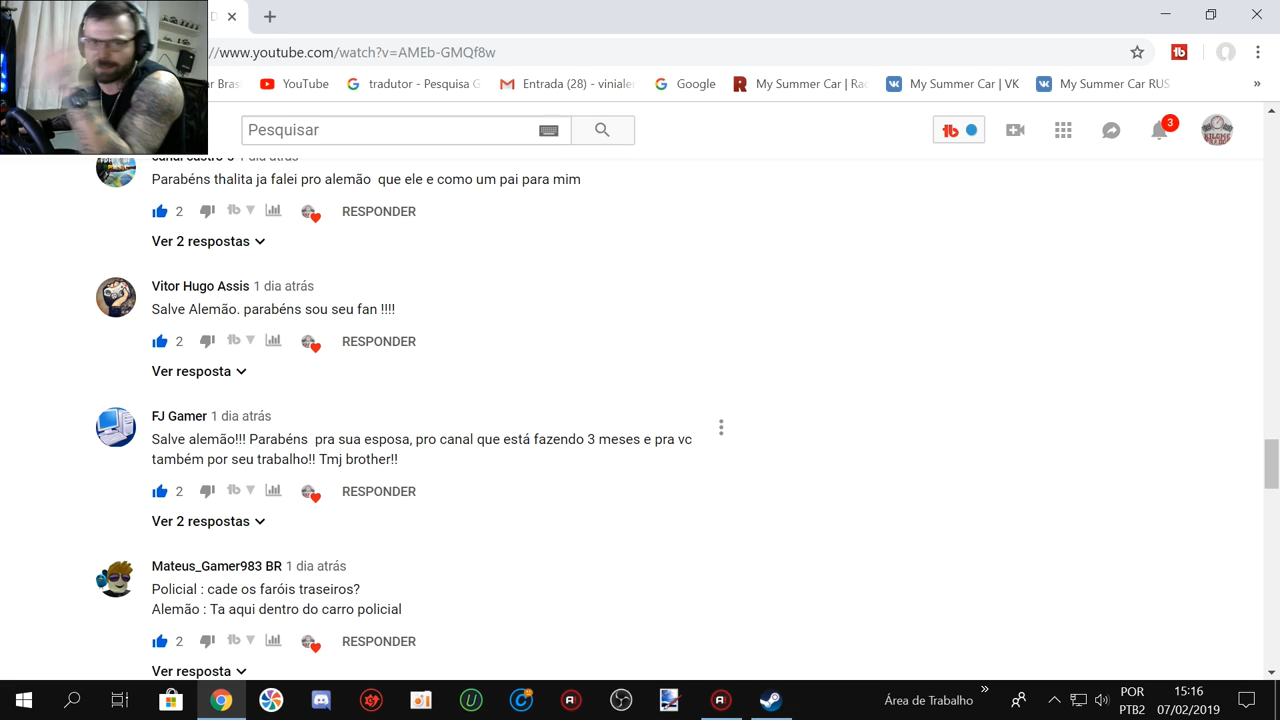 //www.youtube.com/watch?v=AMEb-GMQf8w
YouTube
tradutor - Pesquisa G
Entrada (28) - vinialer
Google
My Summer Car | Rac
My Summer Car | VK
My Summer Car RUS
»
Pesquisar
3
Parabéns thalita ja falei pro alemão que ele e como um pai para mim
2
RESPONDER
Ver 2 respostas
Vitor Hugo Assis 1 dia atrás
Salve Alemão. parabéns sou seu fan !!!!
2
RESPONDER
Ver resposta
FJ Gamer 1 dia atrás
Salve alemão!!! Parabéns pra sua esposa, pro canal que está fazendo 3 meses e pra vc
também por seu trabalho!! Tmj brother!!
2
RESPONDER
Ver 2 respostas
Mateus_Gamer983 BR 1 dia atrás
Policial : cade os faróis traseiros?
Alemão : Ta aqui dentro do carro policial
2
RESPONDER
Ver resposta
Área de Trabalho
»
POR
PTB2
15:16
07/02/2019